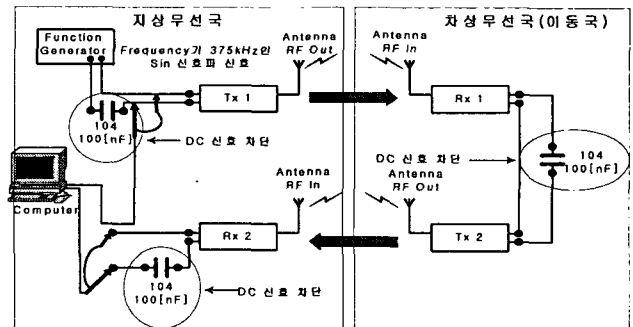 지상무선국
Function
Generator
Frequency가 375kHz인
Sin 신호파 신호
Antenna
RF Out
Tx 1
104
100[nF]
DC 신호 차단
Computer
Antenna
RF In
Rx 2
104
100[nF]
DC 신호 차단
차상무선국(이동국)
Antenna
RF In
Rx 1
104
100[nF]
DC 신호 차단
Antenna
RF Out
Tx 2